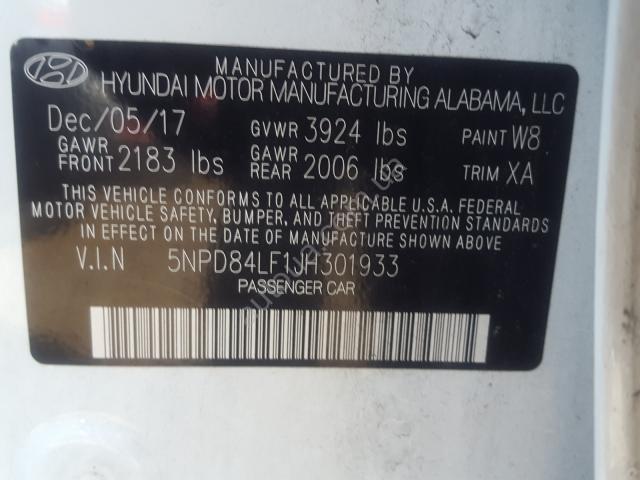 MANUFACTURED BY
HYUNDAI MOTOR MANUFACTURING ALABAMA, LLC
Dec/05/17 GVWR 3924 lbs PAINT W8
GAWR FRONT 2183 lbs GAWR REAR 2006 lbs TRIM XA
THIS VEHICLE CONFORMS TO ALL APPLICABLE U.S.A. FEDERAL
MOTOR VEHICLE SAFETY, BUMPER, AND THEFT PREVENTION STANDARDS
IN EFFECT ON THE DATE OF MANUFACTURE SHOWN ABOVE
V.I.N 5NPD84LF1JH301933
PASSENGER CAR